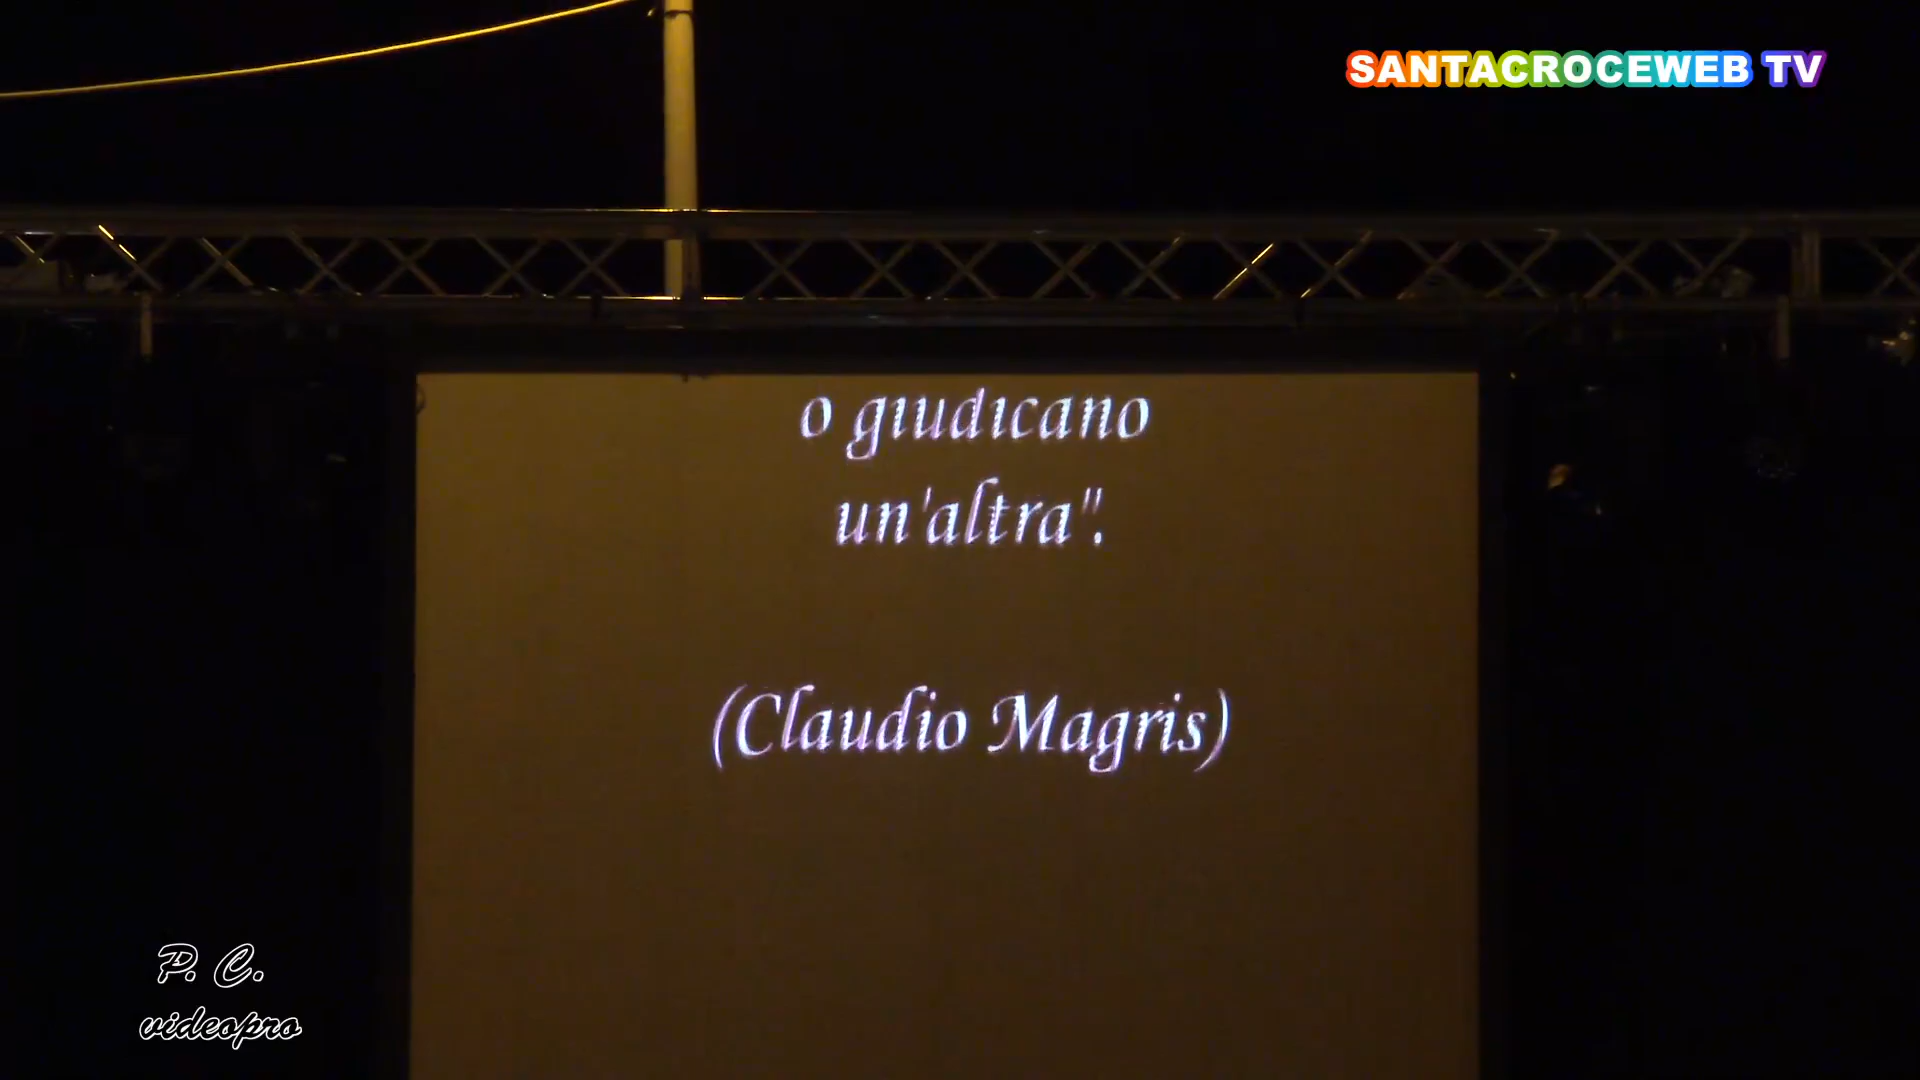 SANTACROCEWEB TV
o giudicano
un'altra".
(Claudio Magris)
P. C.
videopro